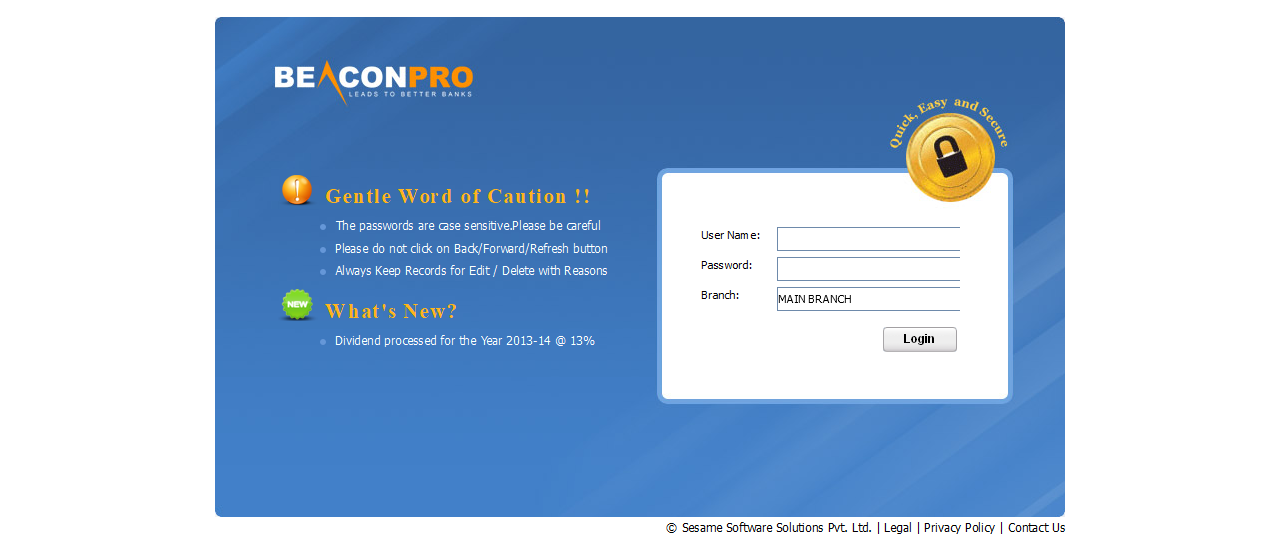 BEACONPRO
LEADS TO BETTER BANKS
Quick, Easy and Secure
Gentle Word of Caution !!
The passwords are case sensitive.Please be careful
Please do not click on Back/Forward/Refresh button
Always Keep Records for Edit / Delete with Reasons
NEW
What's New?
Dividend processed for the Year 2013-14 @ 13%
User Name:
Password:
Branch: MAIN BRANCH
Login
© Sesame Software Solutions Pvt. Ltd. | Legal | Privacy Policy | Contact Us